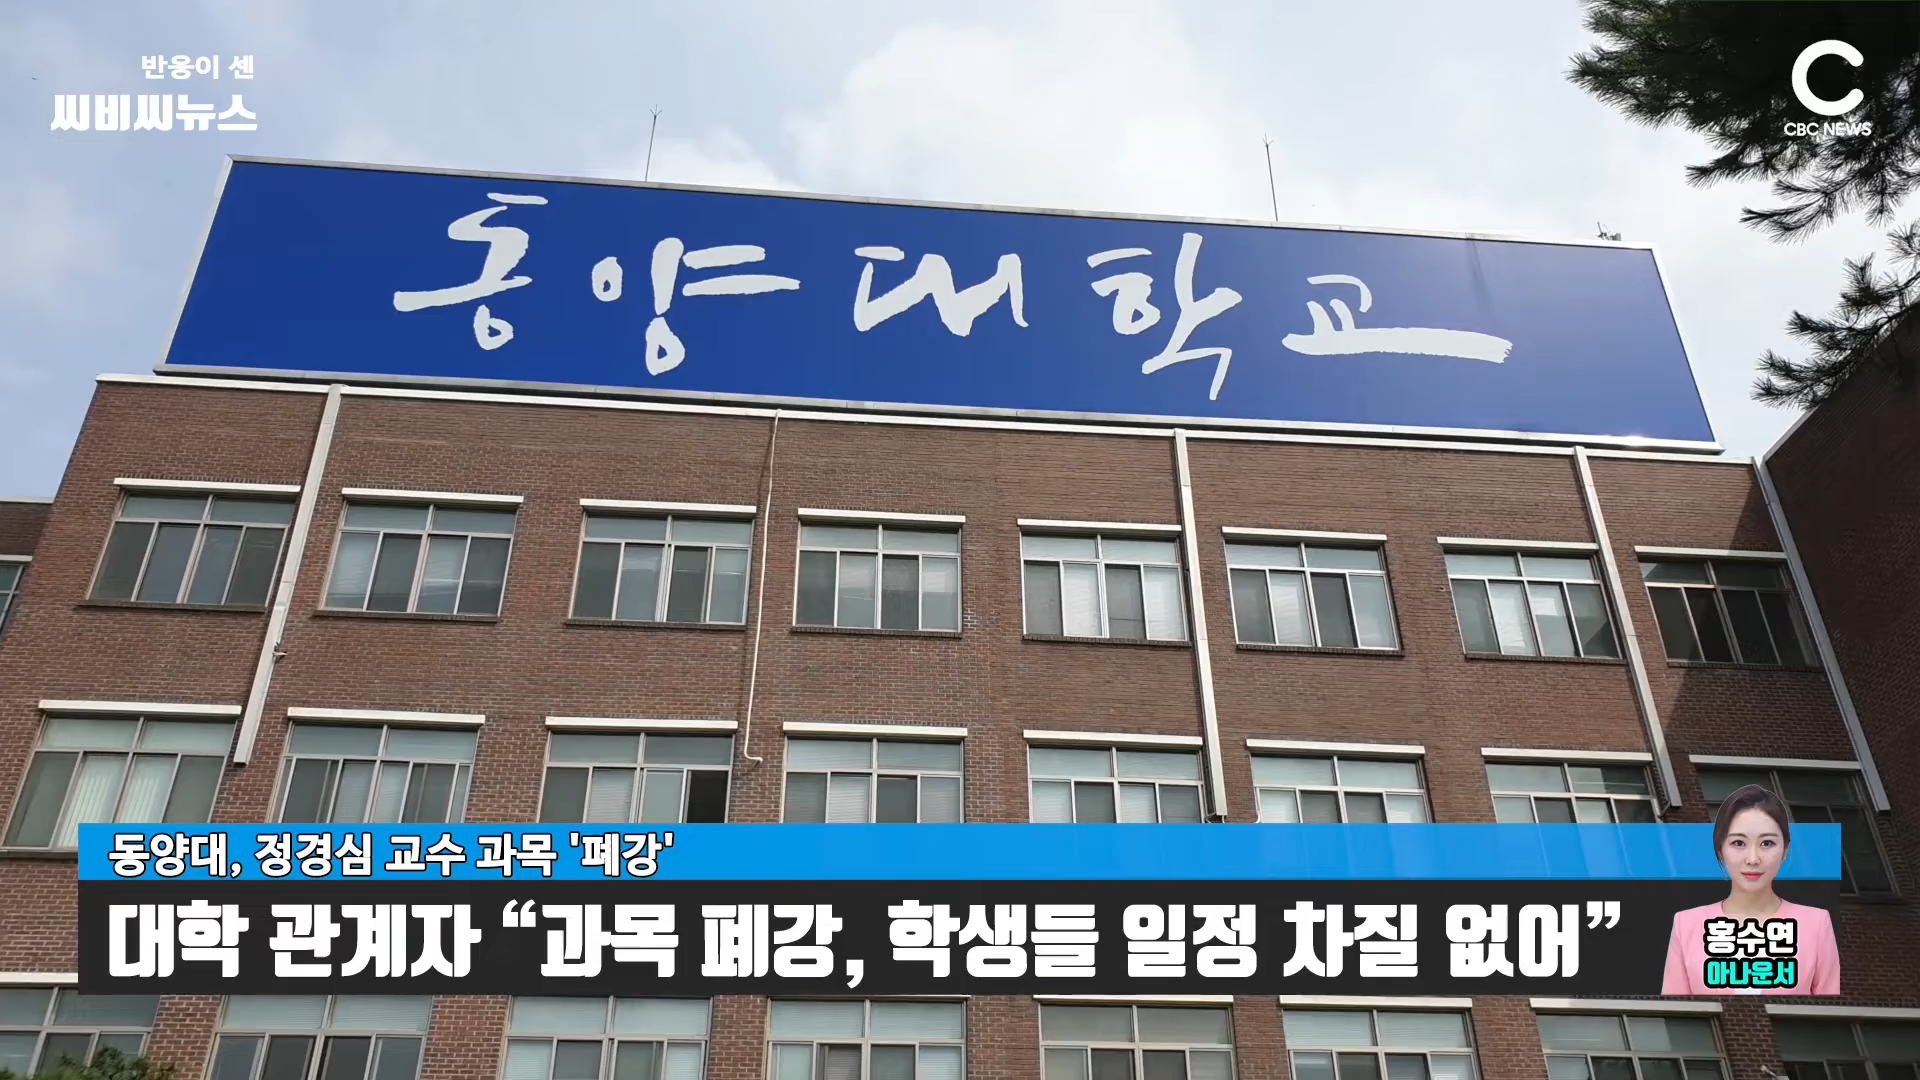 반응이 센
씨비씨뉴스
CBC NEWS
동양대학교
동양대, 정경심 교수 과목 '폐강'
대학 관계자 “과목 폐강, 학생들 일정 차질 없어”
홍수연
아나운서